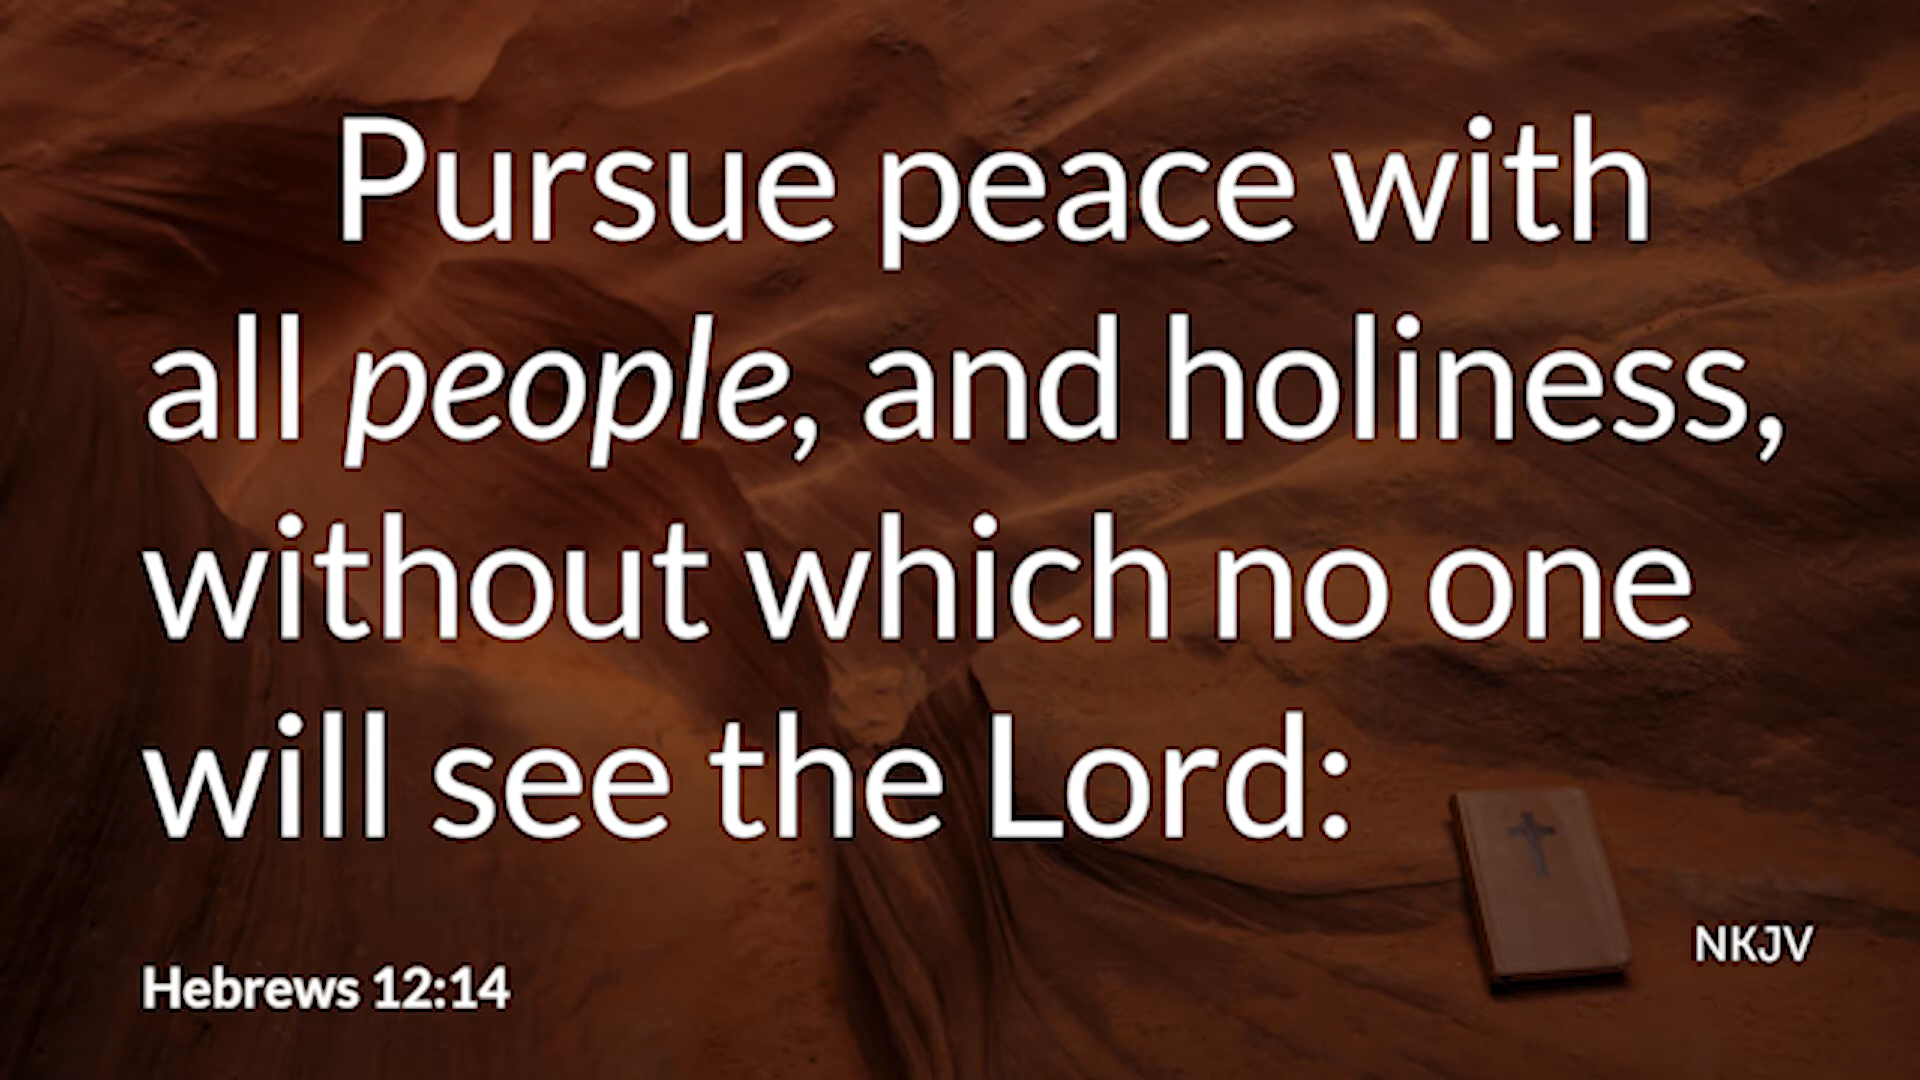 Pursue peace with
all people, and holiness,
without which no one
will see the Lord:
NKJV
Hebrews 12:14